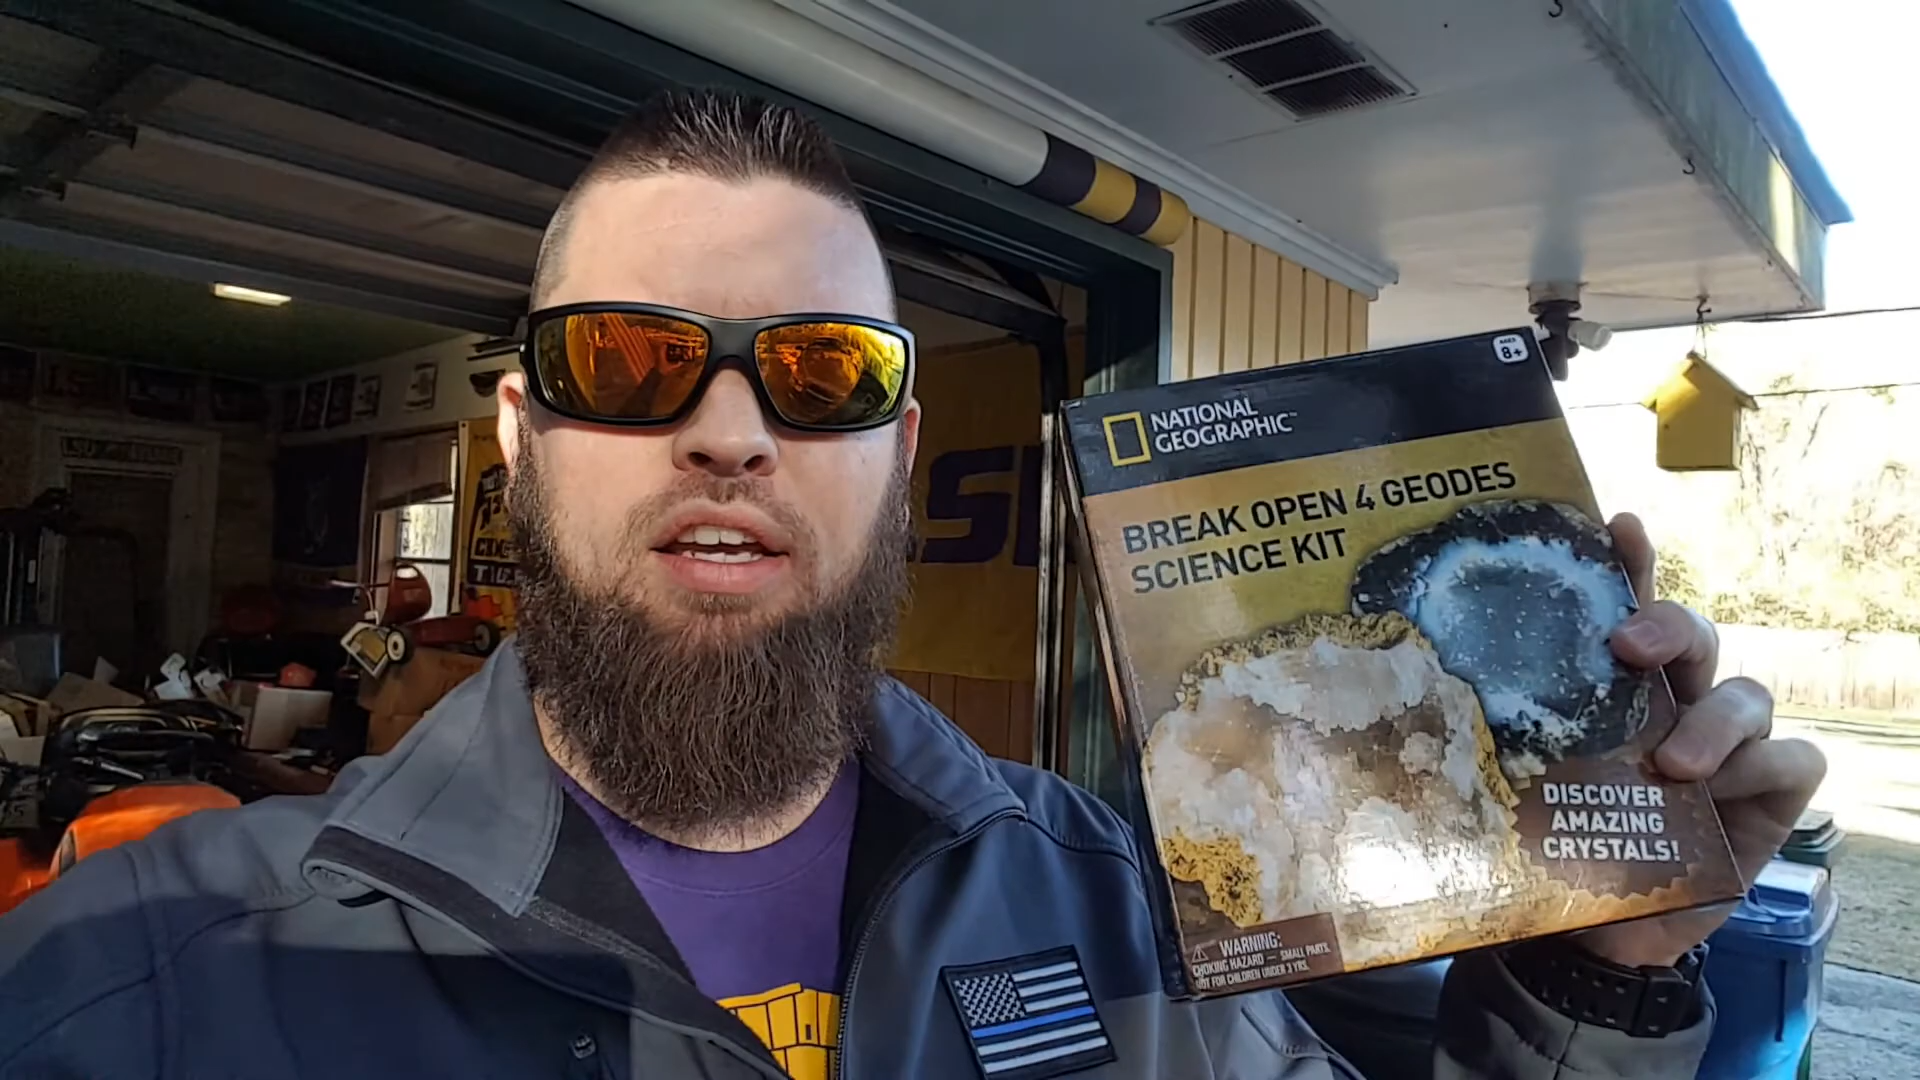 AGES
8+
NATIONAL
GEOGRAPHIC™
BREAK OPEN 4 GEODES
SCIENCE KIT
DISCOVER
AMAZING
CRYSTALS!
WARNING:
CHOKING HAZARD — SMALL PARTS.
NOT FOR CHILDREN UNDER 3 YRS.